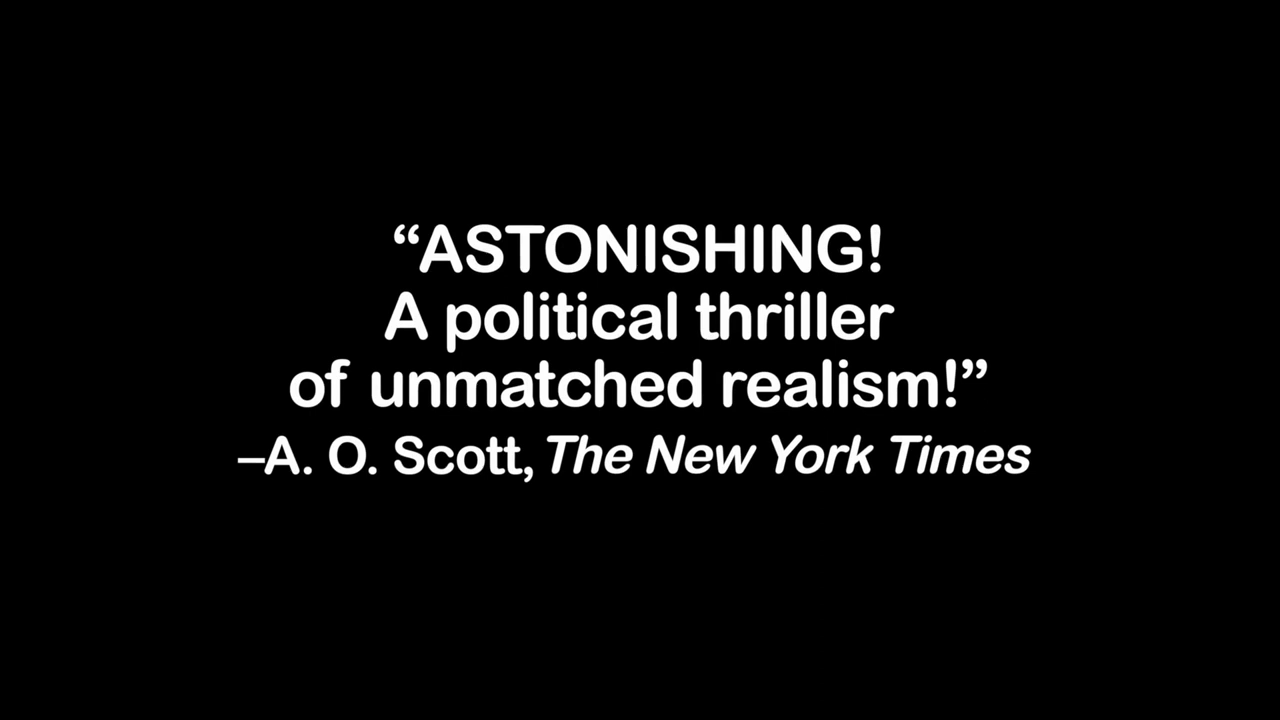 “ASTONISHING!
A political thriller
of unmatched realism!”
–A. O. Scott, The New York Times